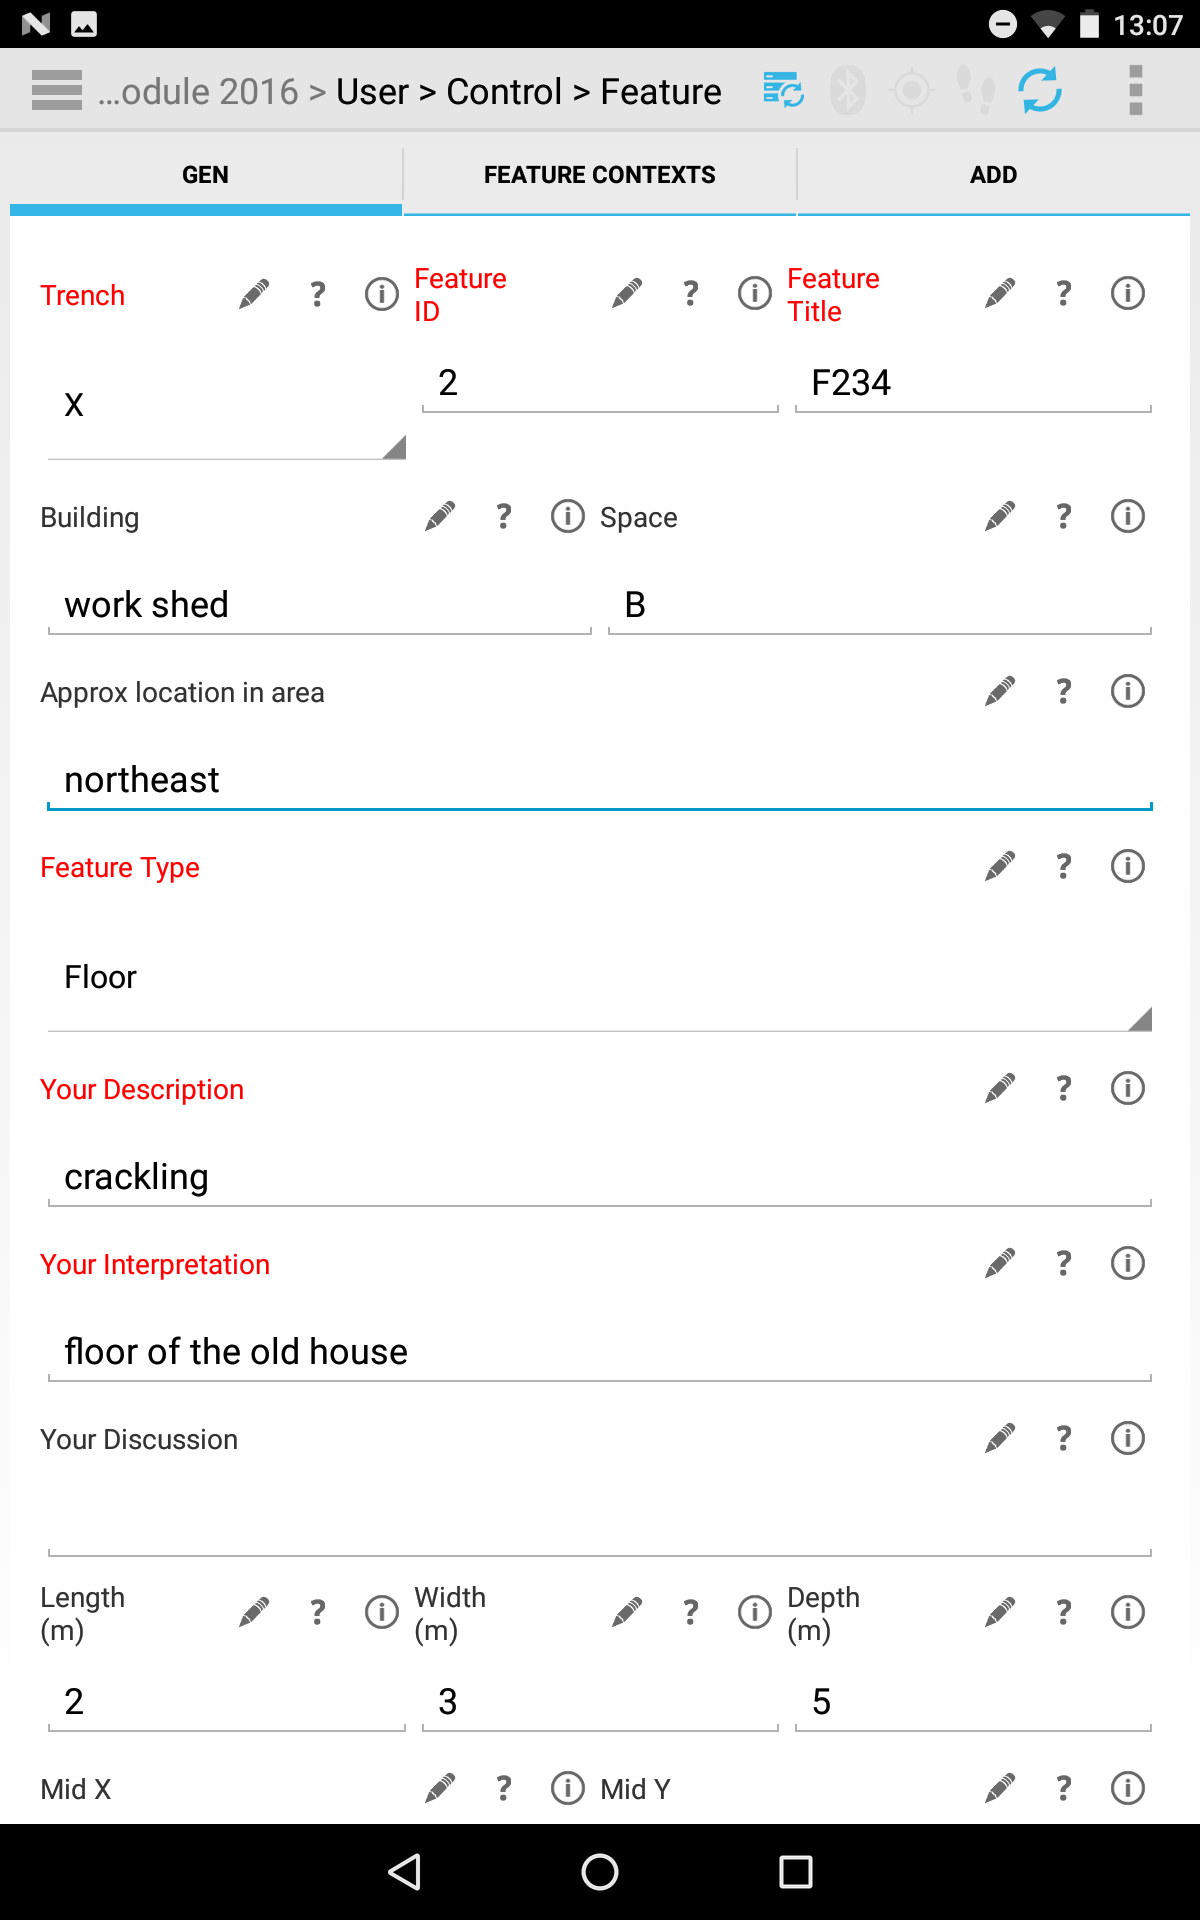 13:07
...odule 2016 > User > Control > Feature
GEN FEATURE CONTEXTS ADD
Trench ? i Feature ID ? i Feature Title ? i
X 2 F234
Building ? i Space ? i
work shed B
Approx location in area ? i
northeast
Feature Type ? i
Floor
Your Description ? i
crackling
Your Interpretation ? i
floor of the old house
Your Discussion ? i
Length (m) ? i Width (m) ? i Depth (m) ? i
2 3 5
Mid X ? i Mid Y ? i